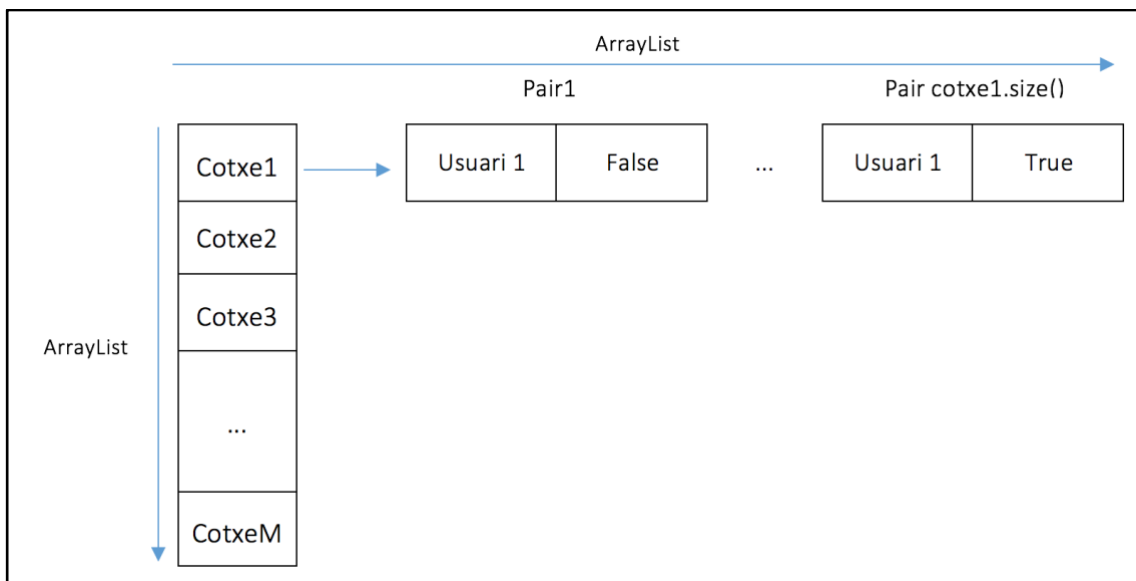 ArrayList
Pair1 Pair cotxe1.size()
Cotxe1 Usuari 1 False ... Usuari 1 True
Cotxe2
Cotxe3
ArrayList
...
CotxeM